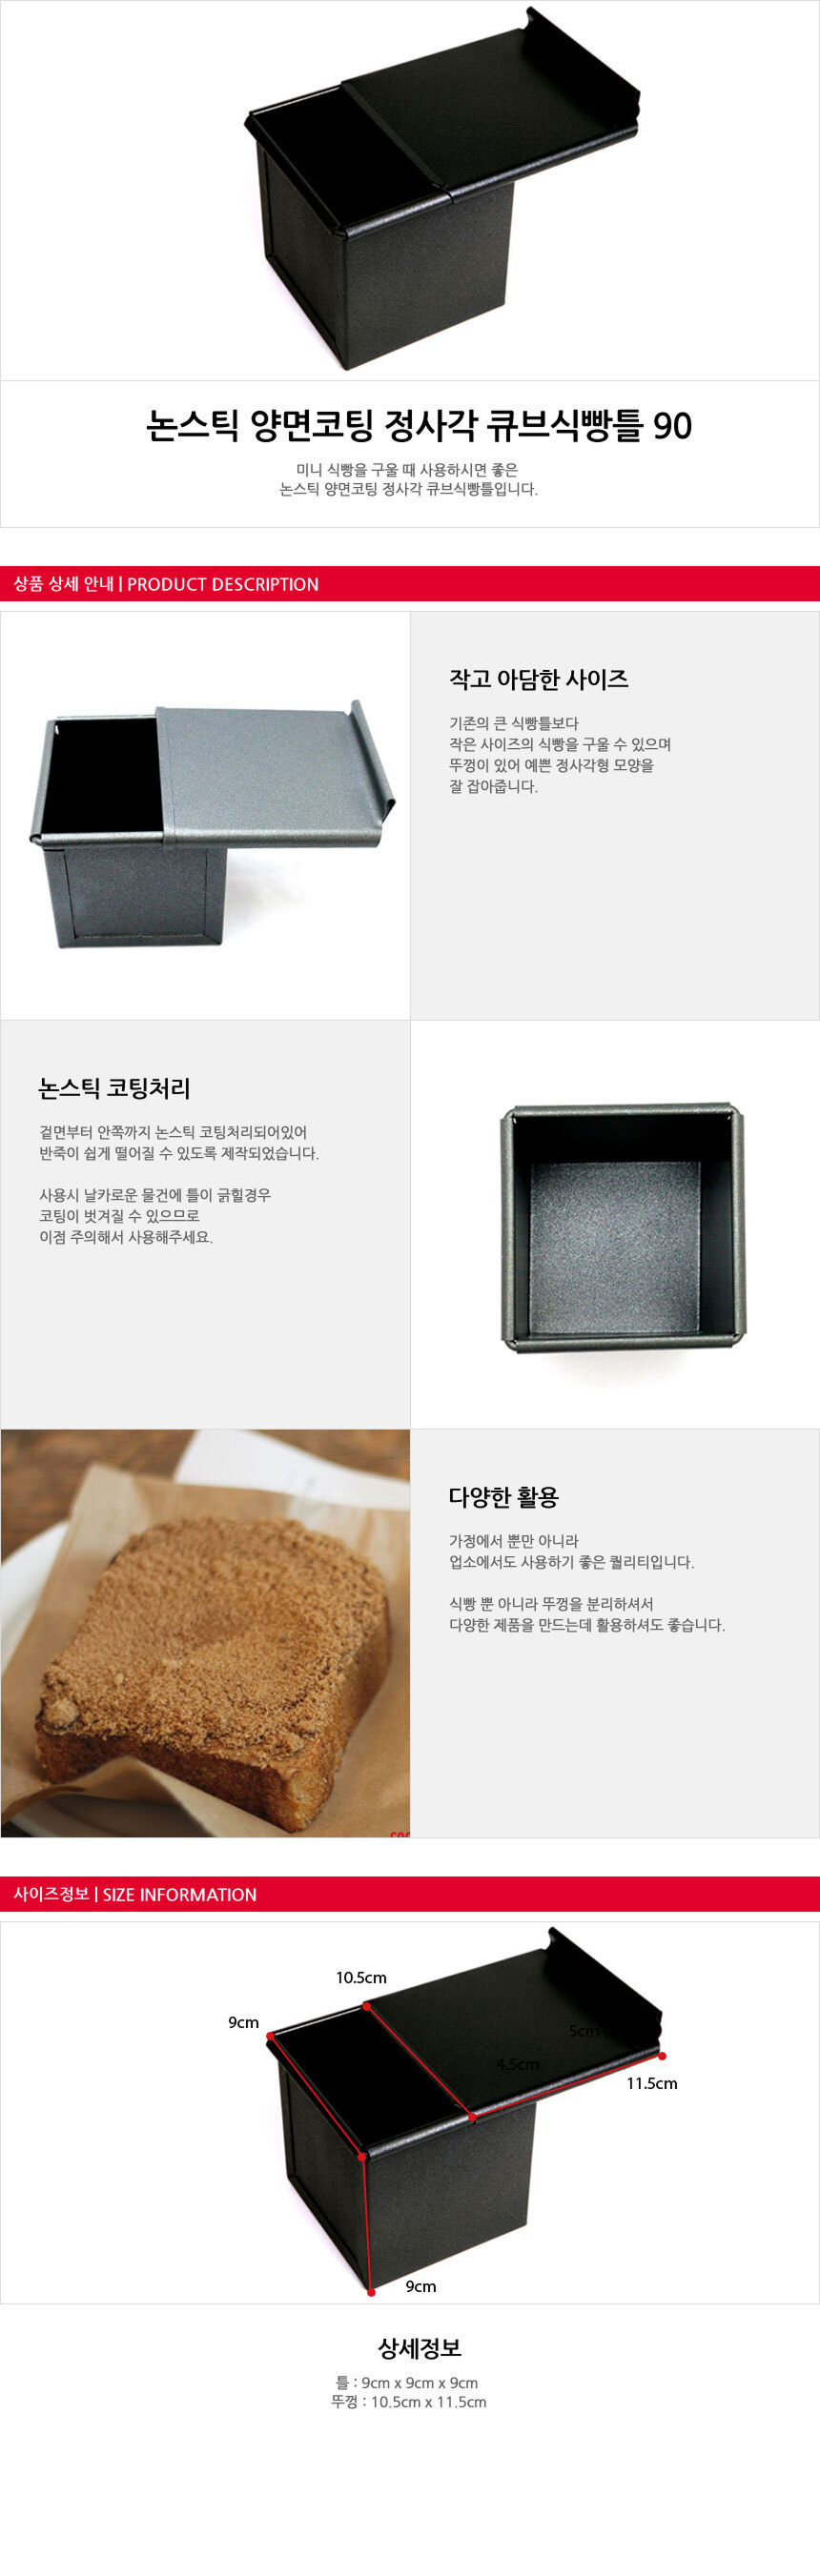 논스틱 양면코팅 정사각 큐브식빵틀 90
미니 식빵을 구울 때 사용하시면 좋은
논스틱 양면코팅 정사각 큐브식빵틀입니다.
상품 상세 안내 | PRODUCT DESCRIPTION
작고 아담한 사이즈
기존의 큰 식빵틀보다
작은 사이즈의 식빵을 구울 수 있으며
뚜껑이 있어 예쁜 정사각형 모양을
잘 잡아줍니다.
논스틱 코팅처리
겉면부터 안쪽까지 논스틱 코팅처리되어있어
반죽이 쉽게 떨어질 수 있도록 제작되었습니다.
사용시 날카로운 물건에 틀이 긁힐경우
코팅이 벗겨질 수 있으므로
이점 주의해서 사용해주세요.
다양한 활용
가정에서 뿐만 아니라
업소에서도 사용하기 좋은 퀄리티입니다.
식빵 뿐 아니라 뚜껑을 분리하셔서
다양한 제품을 만드는데 활용하셔도 좋습니다.
사이즈정보 | SIZE INFORMATION
10.5cm
9cm
5cm
4.5cm
11.5cm
9cm
상세정보
틀 : 9cm x 9cm x 9cm
뚜껑 : 10.5cm x 11.5cm